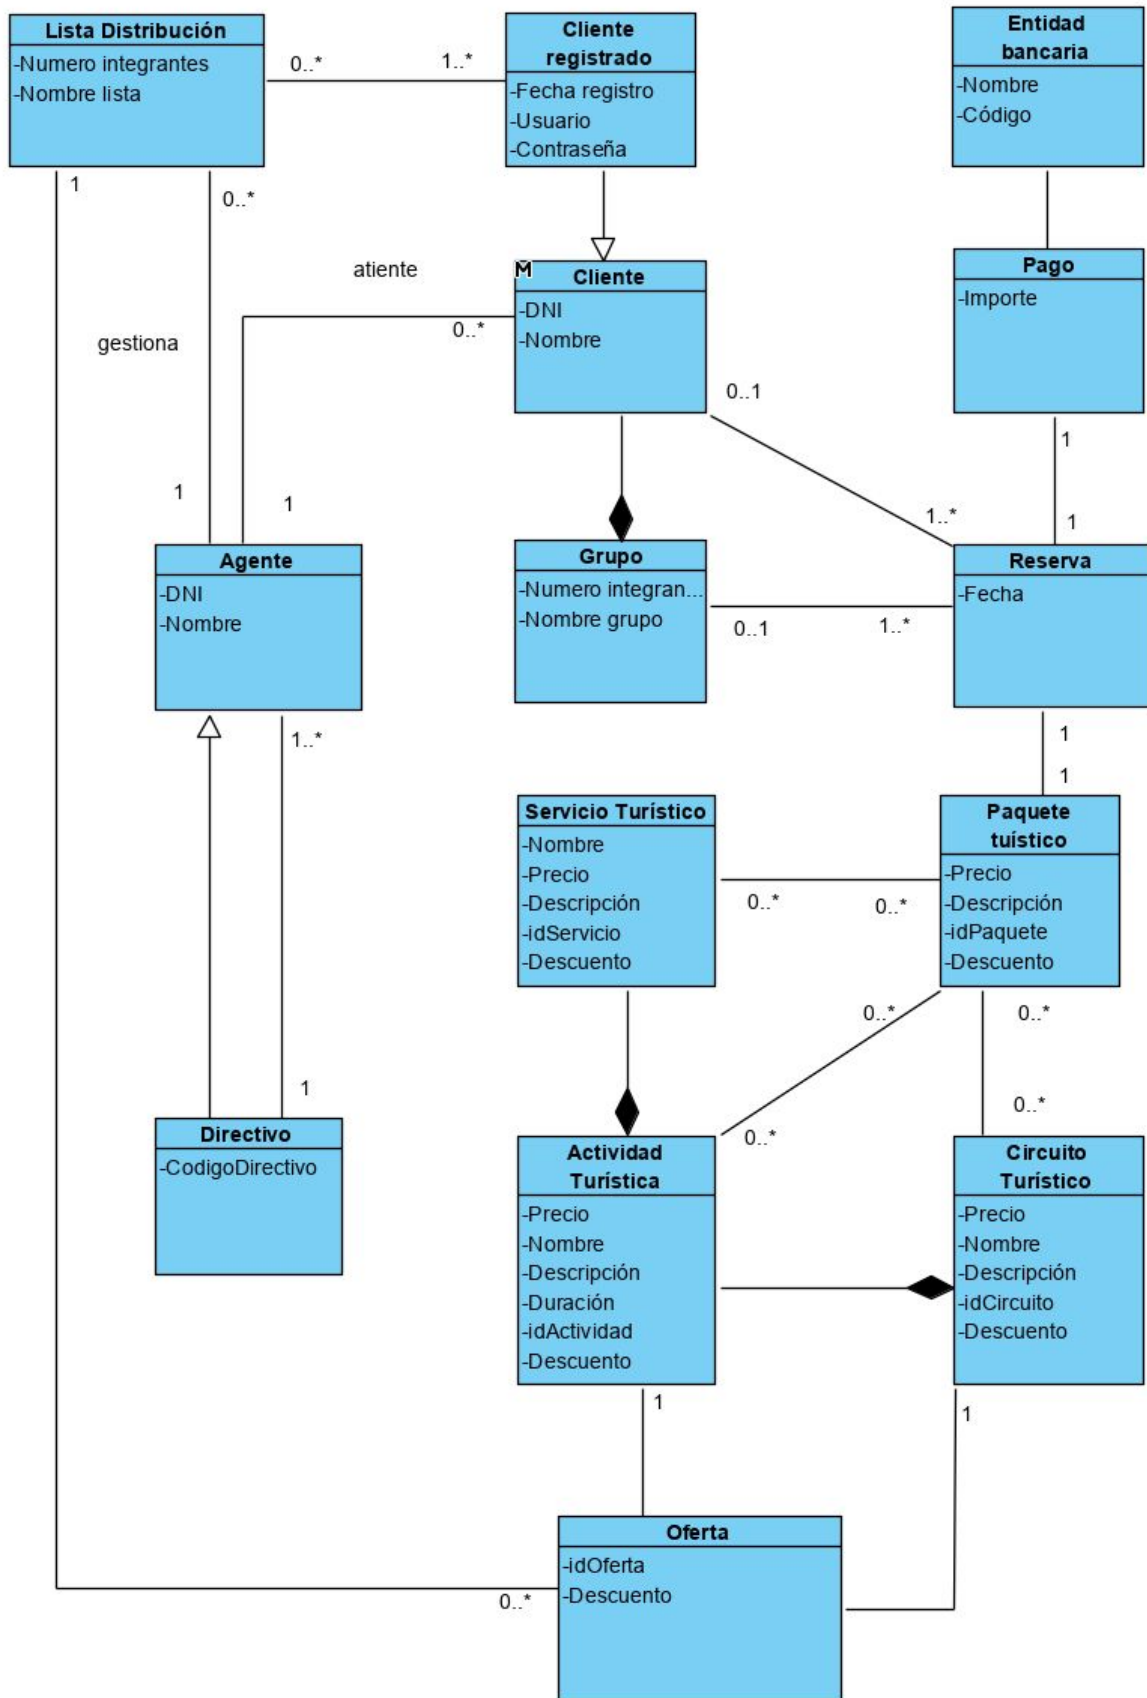 Lista Distribución
-Numero integrantes
-Nombre lista
0..*
1..*
Cliente
registrado
-Fecha registro
-Usuario
-Contraseña
Entidad
bancaria
-Nombre
-Código
1
0..*
atiente
gestiona
M
Cliente
-DNI
-Nombre
0..*
0..1
Pago
-Importe
1
1
1
1..*
1
Agente
-DNI
-Nombre
Grupo
-Numero integran...
-Nombre grupo
0..1
1..*
Reserva
-Fecha
1..*
1
1
Servicio Turístico
-Nombre
-Precio
-Descripción
-idServicio
-Descuento
0..*
0..*
Paquete
tuístico
-Precio
-Descripción
-idPaquete
-Descuento
0..*
0..*
1
0..*
0..*
Directivo
-CodigoDirectivo
Actividad
Turística
-Precio
-Nombre
-Descripción
-Duración
-idActividad
-Descuento
Circuito
Turístico
-Precio
-Nombre
-Descripción
-idCircuito
-Descuento
1
1
Oferta
-idOferta
-Descuento
0..*